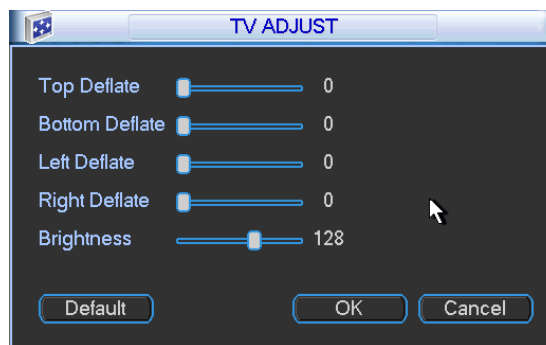 TV ADJUST
Top Deflate 0
Bottom Deflate 0
Left Deflate 0
Right Deflate 0
Brightness 128
Default OK Cancel